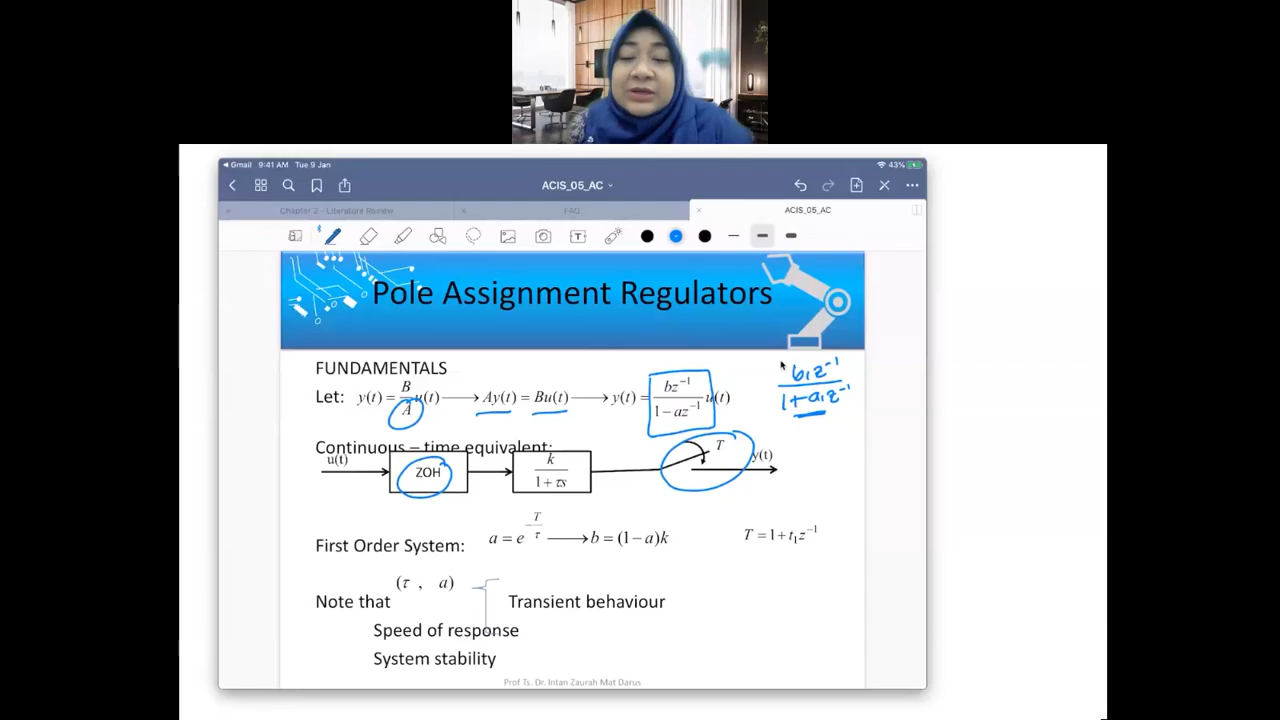 Gmail 9:41 AM Tue 9 Jan 43%
ACIS_05_AC
Chapter 2 - Literature Review FAQ ACIS_05_AC
Pole Assignment Regulators
FUNDAMENTALS
Let: y(t) = B/A u(t) ⟶ Ay(t) = Bu(t) ⟶ y(t) = bz⁻¹/(1 − az⁻¹) u(t)
b₁z⁻¹/(1 + a₁z⁻¹)
Continuous – time equivalent:
u(t) ZOH k/(1 + τs) T y(t)
First Order System: a = e^(−T/τ) ⟶ b = (1 − a)k T = 1 + t₁z⁻¹
(τ , a)
Note that Transient behaviour
Speed of response
System stability
Prof Ts. Dr. Intan Zaurah Mat Darus